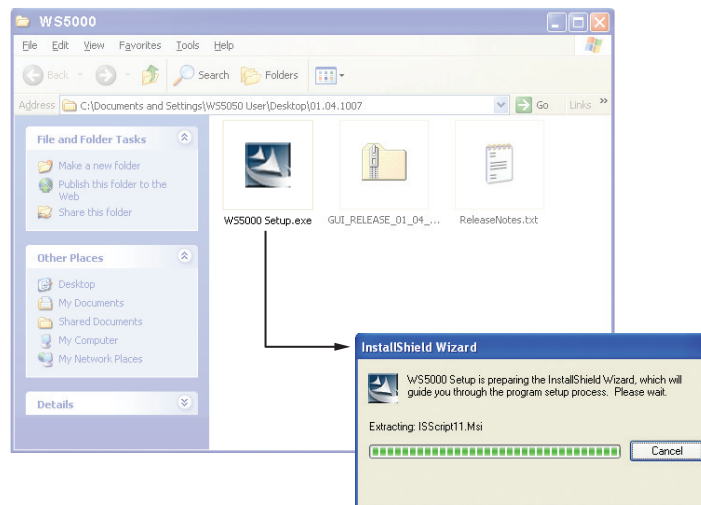 WS5000
File Edit View Favorites Tools Help
Back Search Folders
Address C:\Documents and Settings\WS5050 User\Desktop\01.04.1007 Go Links »
File and Folder Tasks
Make a new folder
Publish this folder to the
Web
Share this folder
Other Places
Desktop
My Documents
Shared Documents
My Computer
My Network Places
Details
WS5000 Setup.exe GUI_RELEASE_01_04_... ReleaseNotes.txt
InstallShield Wizard
WS5000 Setup is preparing the InstallShield Wizard, which will
guide you through the program setup process. Please wait.
Extracting: ISScript11.Msi
Cancel